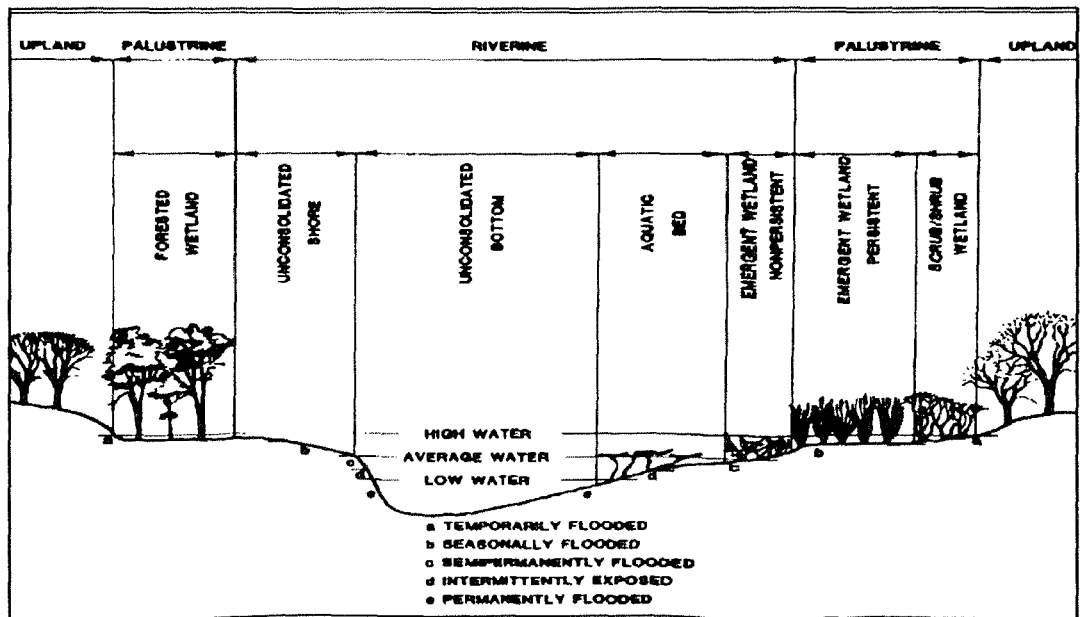 UPLAND PALUSTRINE RIVERINE PALUSTRINE UPLAND
FORESTED
WETLAND
UNCONSOLIDATED
SHORE
UNCONSOLIDATED
BOTTOM
AQUATIC
BED
EMERGENT WETLAND
NONPERSISTENT
EMERGENT WETLAND
PERSISTENT
SCRUB/SHRUB
WETLAND
HIGH WATER
AVERAGE WATER
LOW WATER
a
b
c
d
e
e
d
c
b
a
a TEMPORARILY FLOODED
b SEASONALLY FLOODED
c SEMIPERMANENTLY FLOODED
d INTERMITTENTLY EXPOSED
e PERMANENTLY FLOODED